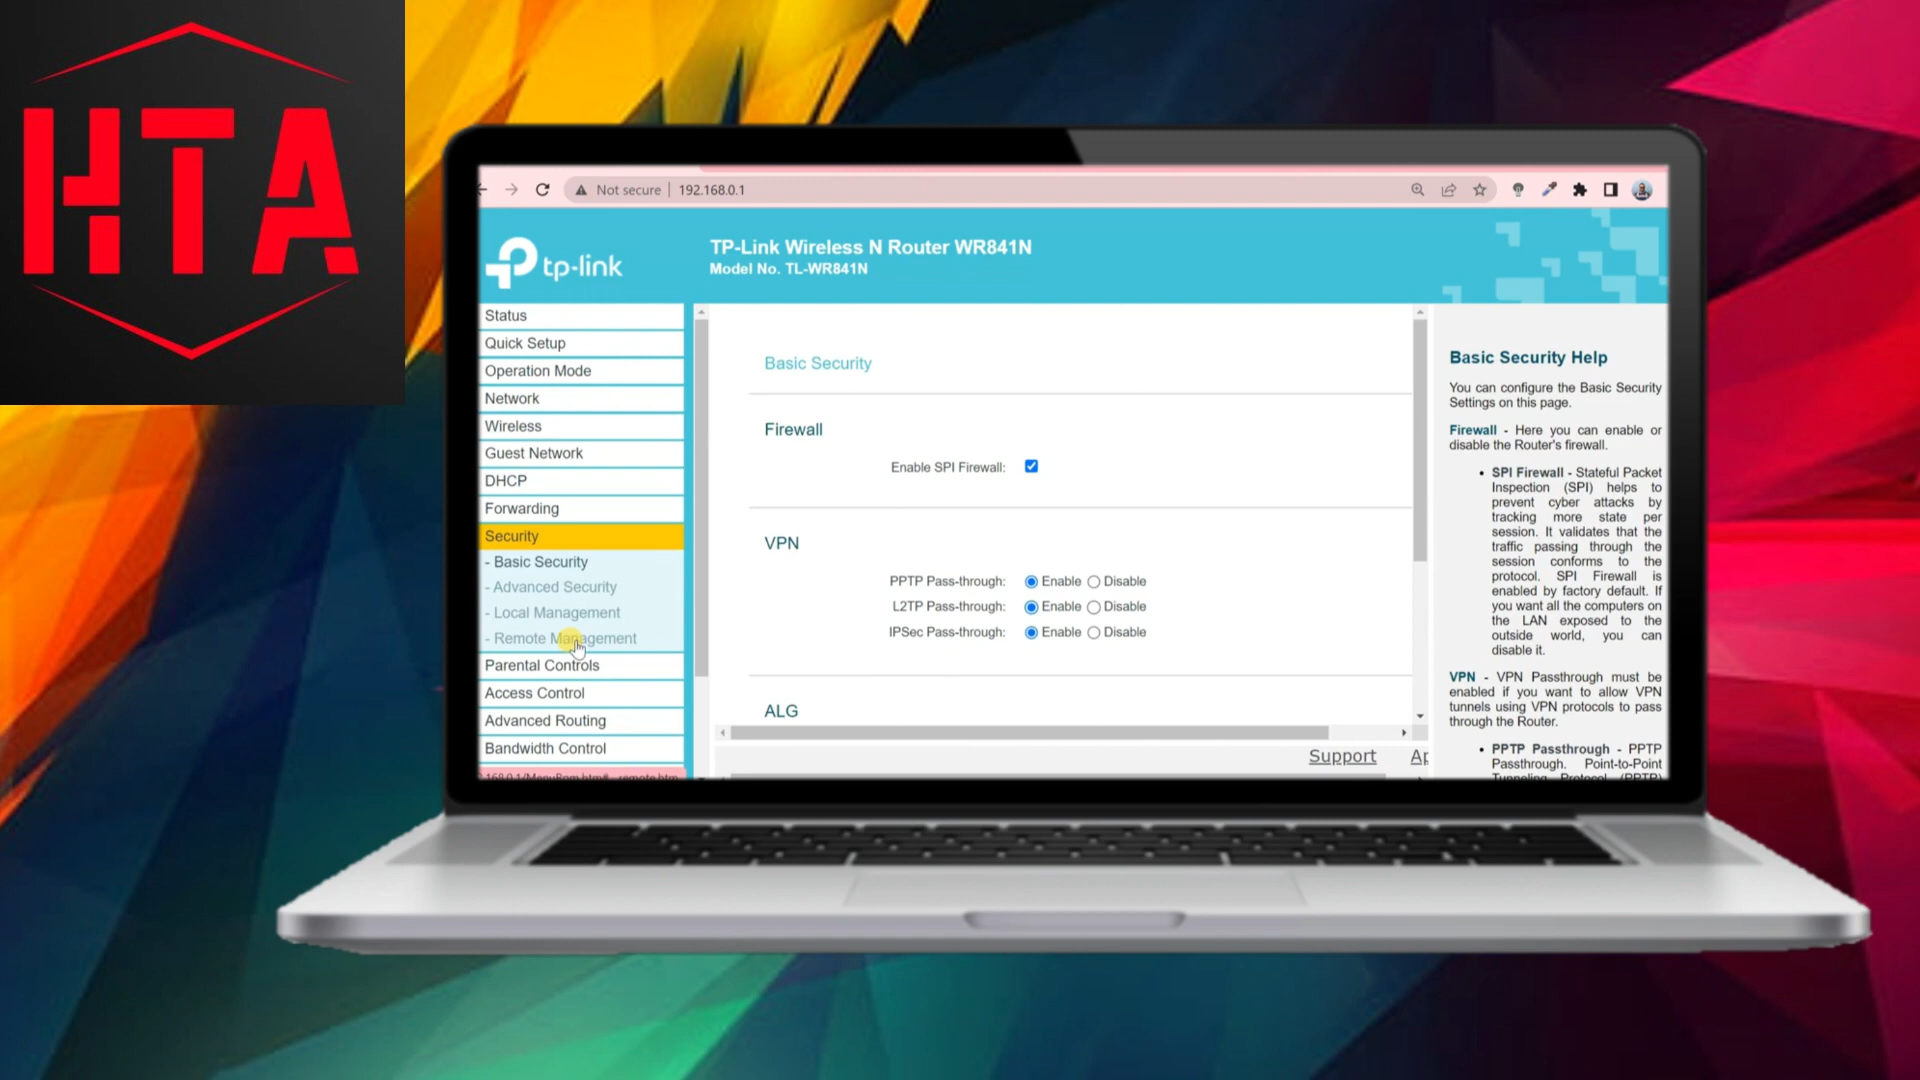 HTA
Not secure
192.168.0.1
tp-link
TP-Link Wireless N Router WR841N
Model No. TL-WR841N
Status
Quick Setup
Operation Mode
Network
Wireless
Guest Network
DHCP
Forwarding
Security
- Basic Security
- Advanced Security
- Local Management
- Remote Management
Parental Controls
Access Control
Advanced Routing
Bandwidth Control
Basic Security
Firewall
Enable SPI Firewall:
VPN
PPTP Pass-through: Enable Disable
L2TP Pass-through: Enable Disable
IPSec Pass-through: Enable Disable
ALG
Support
Ap
Basic Security Help
You can configure the Basic Security
Settings on this page.
Firewall - Here you can enable or
disable the Router's firewall.
• SPI Firewall - Stateful Packet
Inspection (SPI) helps to
prevent cyber attacks by
tracking more state per
session. It validates that the
traffic passing through the
session conforms to the
protocol. SPI Firewall is
enabled by factory default. If
you want all the computers on
the LAN exposed to the
outside world, you can
disable it.
VPN - VPN Passthrough must be
enabled if you want to allow VPN
tunnels using VPN protocols to pass
through the Router.
• PPTP Passthrough - PPTP
Passthrough. Point-to-Point
Tunneling Protocol (PPTP)